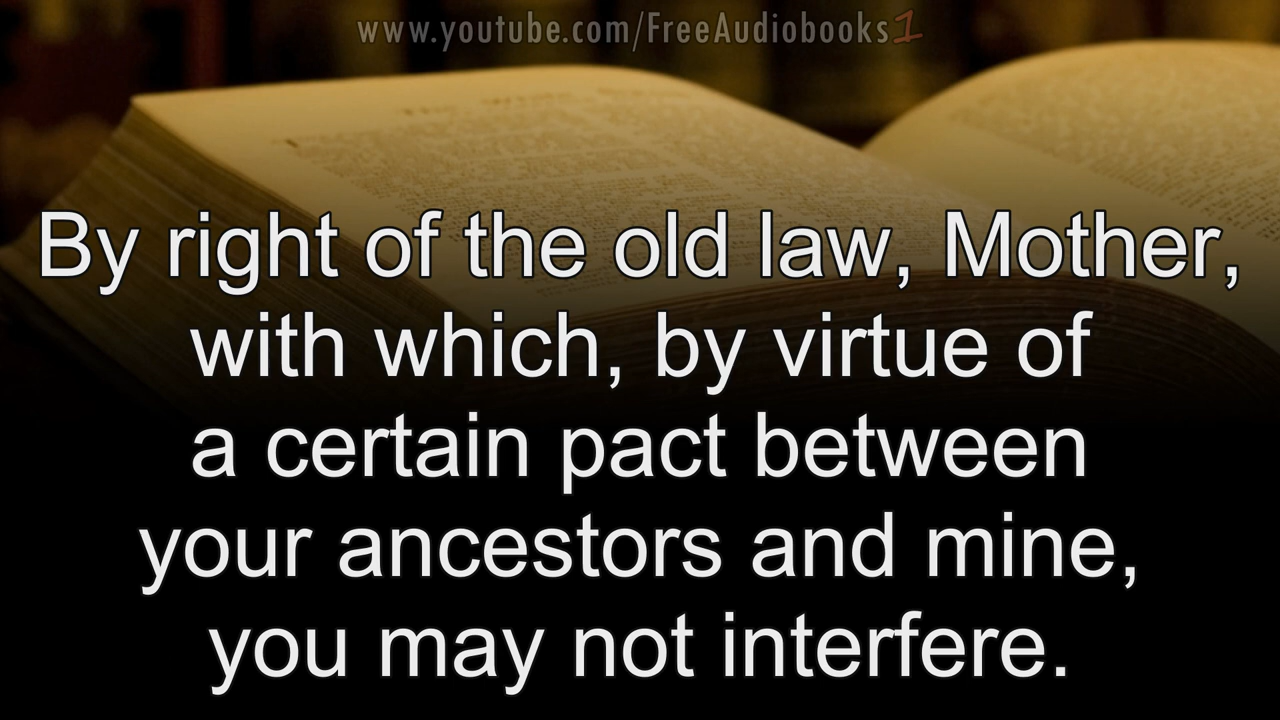 www.youtube.com/FreeAudiobooks1
By right of the old law, Mother,
with which, by virtue of
a certain pact between
your ancestors and mine,
you may not interfere.